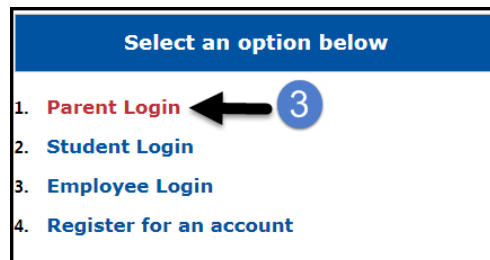 Select an option below
1. Parent Login 3
2. Student Login
3. Employee Login
4. Register for an account